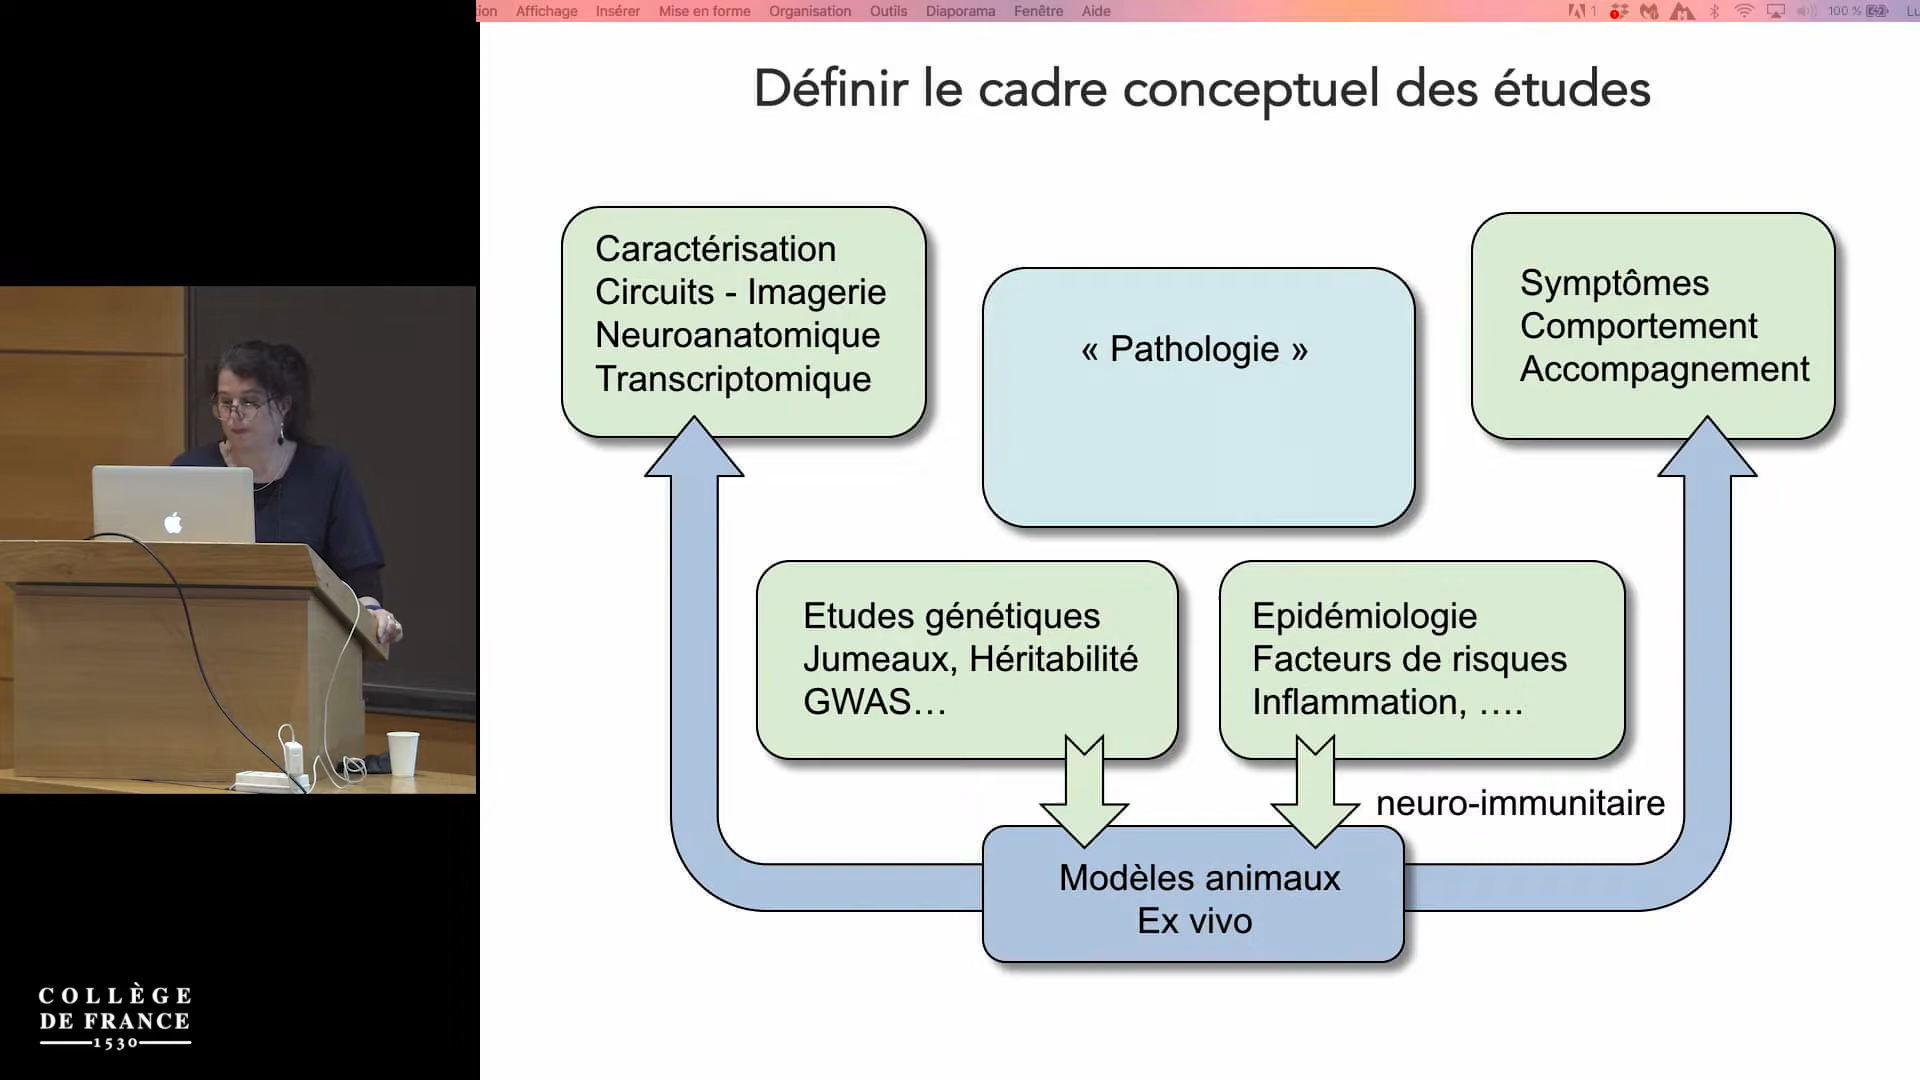 Affichage Insérer Mise en forme Organisation Outils Diaporama Fenêtre Aide
1 100 %
Définir le cadre conceptuel des études
Caractérisation
Circuits - Imagerie
Neuroanatomique
Transcriptomique
« Pathologie »
Symptômes
Comportement
Accompagnement
Etudes génétiques
Jumeaux, Héritabilité
GWAS...
Epidémiologie
Facteurs de risques
Inflammation, ....
neuro-immunitaire
Modèles animaux
Ex vivo
COLLÈGE
DE FRANCE
1530